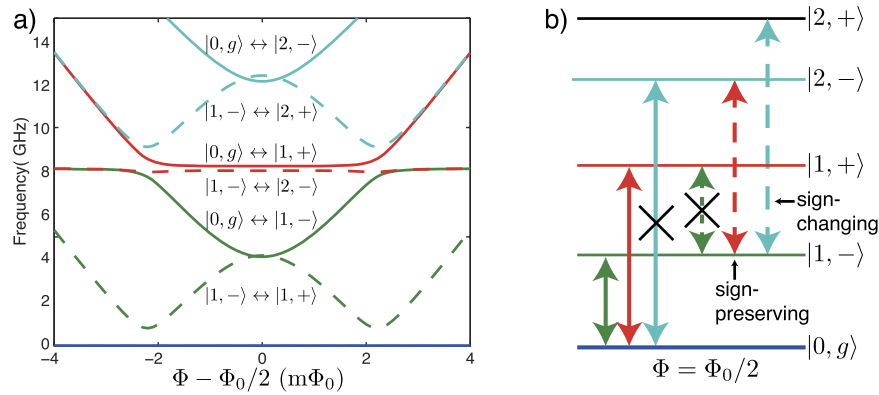 a)
14
12
10
8
6
4
2
0
Frequency( GHz)
|0, g⟩ ↔ |2, −⟩
|1, −⟩ ↔ |2, +⟩
|0, g⟩ ↔ |1, +⟩
|1, −⟩ ↔ |2, −⟩
|0, g⟩ ↔ |1, −⟩
|1, −⟩ ↔ |1, +⟩
−4 −2 0 2 4
Φ − Φ₀/2 (mΦ₀)
b)
|2, +⟩
|2, −⟩
|1, +⟩
sign-
changing
|1, −⟩
sign-
preserving
|0, g⟩
Φ = Φ₀/2